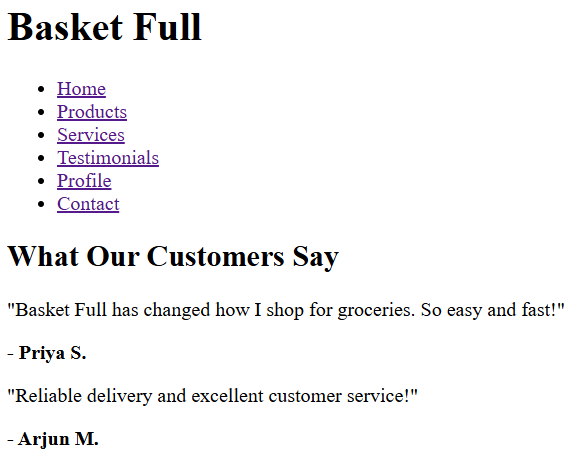 Basket Full
Home
Products
Services
Testimonials
Profile
Contact
What Our Customers Say
"Basket Full has changed how I shop for groceries. So easy and fast!"
- Priya S.
"Reliable delivery and excellent customer service!"
- Arjun M.